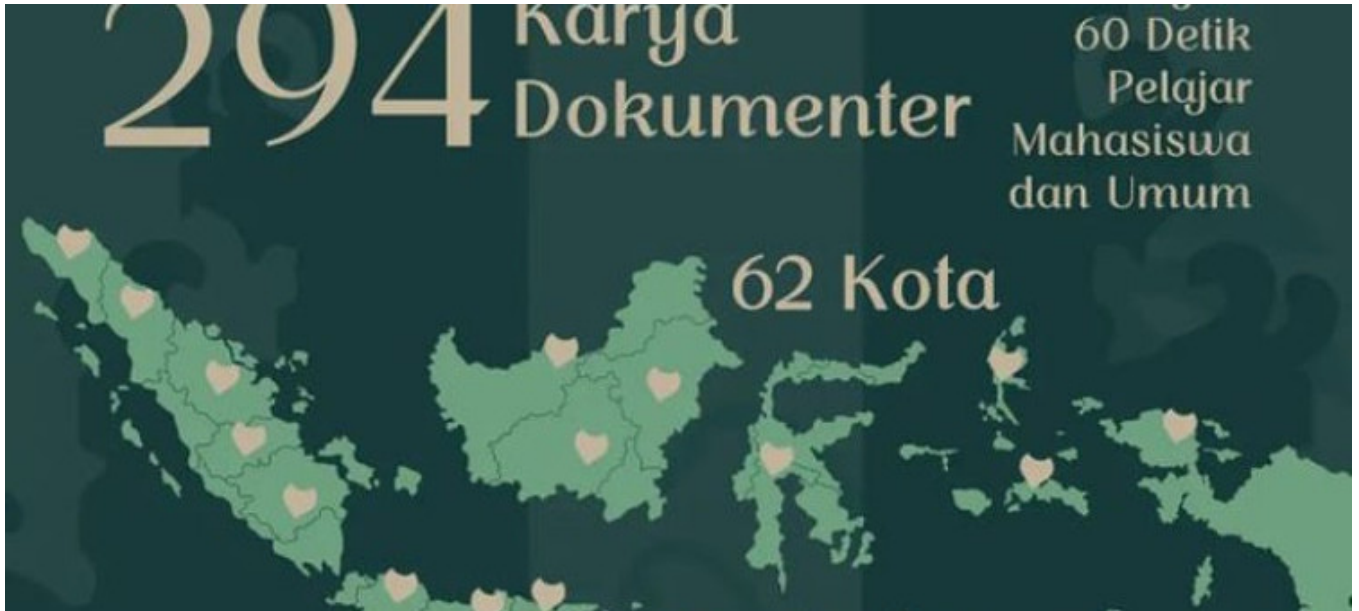 294
Karya
Dokumenter
60 Detik
Pelajar
Mahasiswa
dan Umum
62 Kota